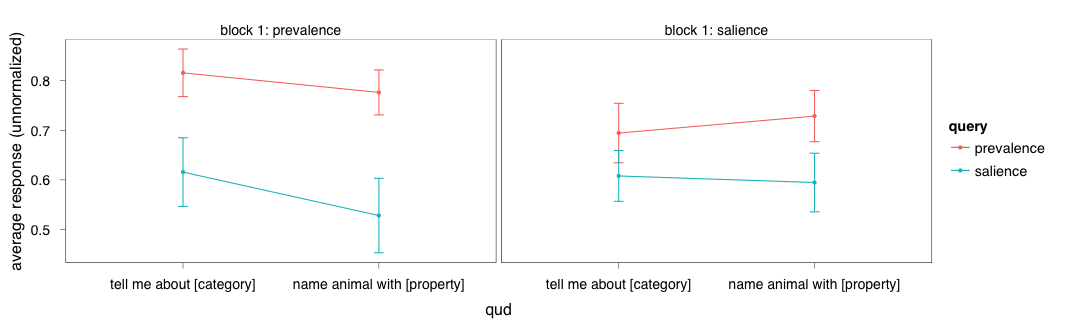 block 1: prevalence
block 1: salience
average response (unnormalized)
0.8
0.7
0.6
0.5
tell me about [category]
name animal with [property]
tell me about [category]
name animal with [property]
qud
query
prevalence
salience